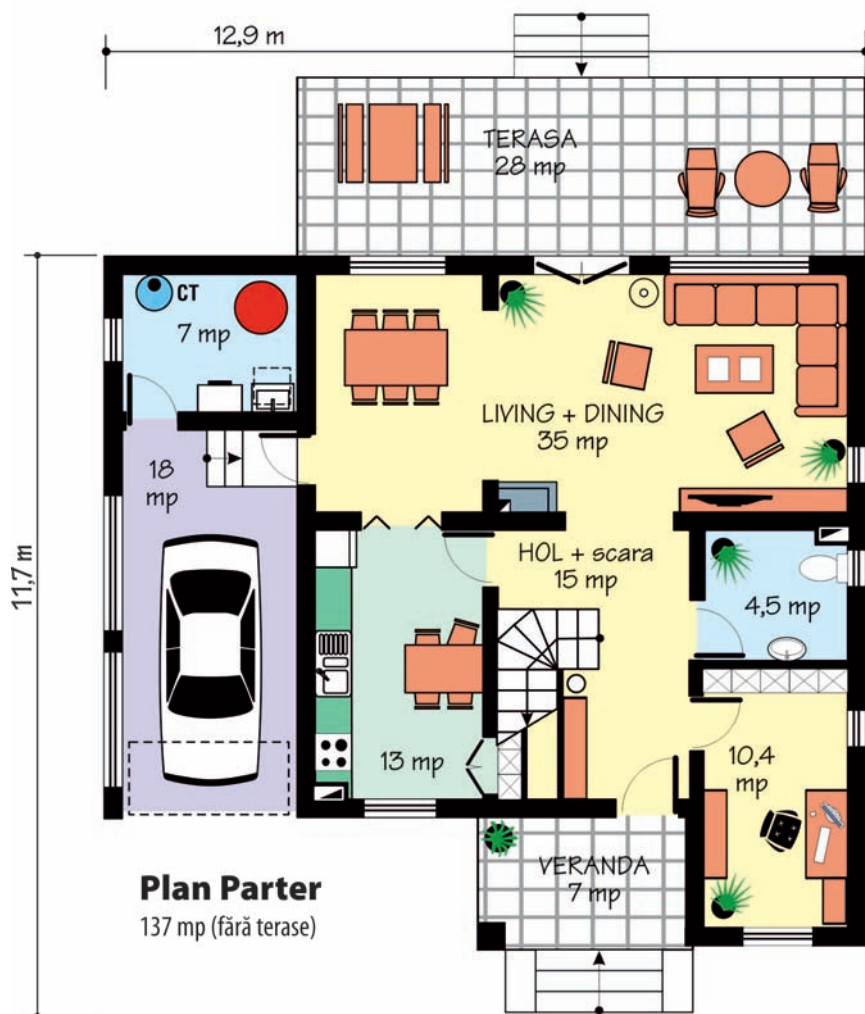 12,9 m
TERASA
28 mp
CT
7 mp
LIVING + DINING
35 mp
18
mp
11,7 m
HOL + scara
15 mp
4,5 mp
13 mp
10,4
mp
VERANDA
7 mp
Plan Parter
137 mp (fără terase)